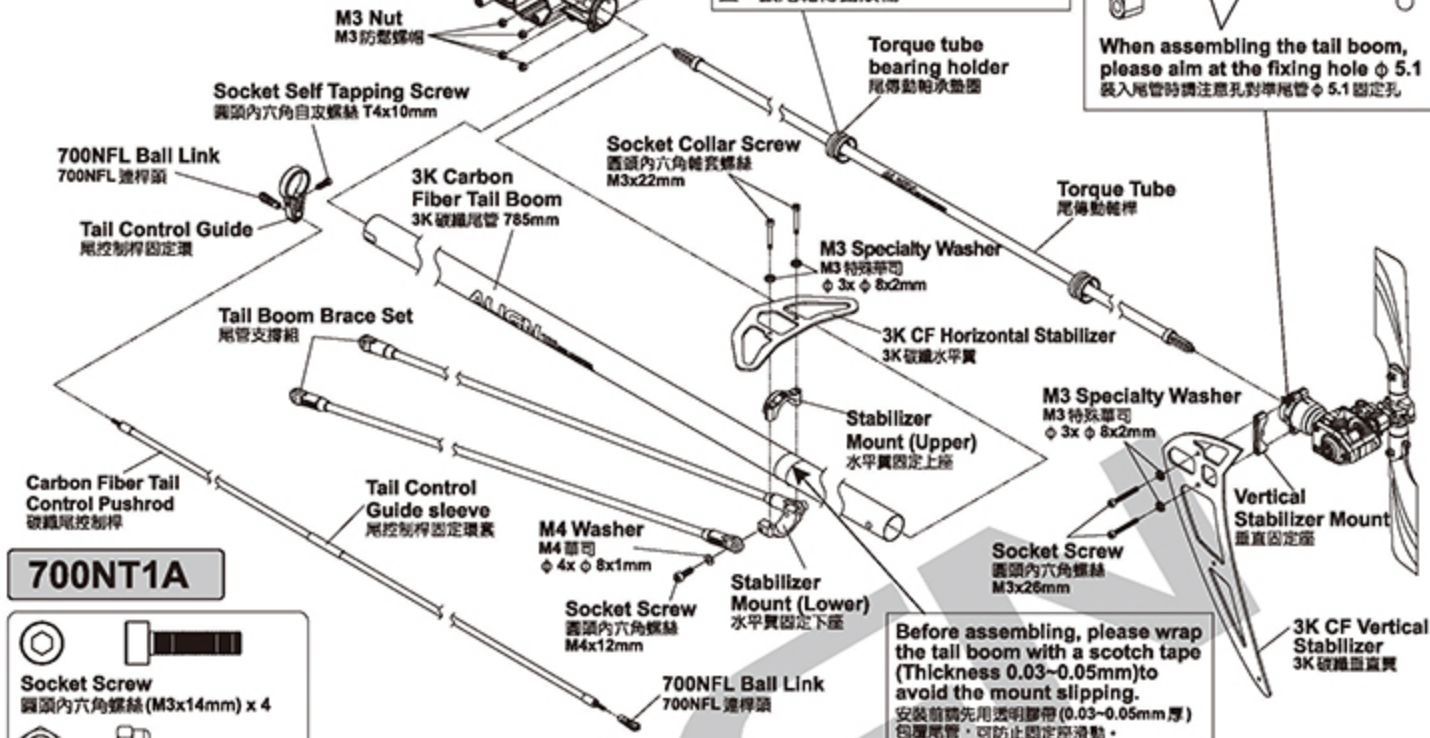 M3 Nut
M3防鬆螺帽
Socket Self Tapping Screw
圓頭內六角自攻螺絲 T4x10mm
700NFL Ball Link
700NFL 連桿頭
Tail Control Guide
尾控制桿固定環
3K Carbon
Fiber Tail Boom
3K碳纖尾管 785mm
ALIGN
Torque tube
bearing holder
尾傳動軸承墊圈
When assembling the tail boom,
please aim at the fixing hole ϕ 5.1
裝入尾管時請注意孔對準尾管ϕ 5.1固定孔
Socket Collar Screw
圓頭內六角軸套螺絲
M3x22mm
Torque Tube
尾傳動軸桿
M3 Specialty Washer
M3特殊華司
ϕ 3x ϕ 8x2mm
3K CF Horizontal Stabilizer
3K碳纖水平翼
Tail Boom Brace Set
尾管支撐組
Stabilizer
Mount (Upper)
水平翼固定上座
M3 Specialty Washer
M3特殊華司
ϕ 3x ϕ 8x2mm
Carbon Fiber Tail
Control Pushrod
碳纖尾控制桿
Tail Control
Guide sleeve
尾控制桿固定環套
M4 Washer
M4華司
ϕ 4x ϕ 8x1mm
Socket Screw
圓頭內六角螺絲
M4x12mm
Stabilizer
Mount (Lower)
水平翼固定下座
Vertical
Stabilizer Mount
垂直固定座
Socket Screw
圓頭內六角螺絲
M3x26mm
3K CF Vertical
Stabilizer
3K碳纖垂直翼
700NT1A
Socket Screw
圓頭內六角螺絲(M3x14mm) x 4
700NFL Ball Link
700NFL 連桿頭
Before assembling, please wrap
the tail boom with a scotch tape
(Thickness 0.03~0.05mm)to
avoid the mount slipping.
安裝前請先用透明膠帶(0.03~0.05mm厚)
包覆尾管，可防止固定座滑動。